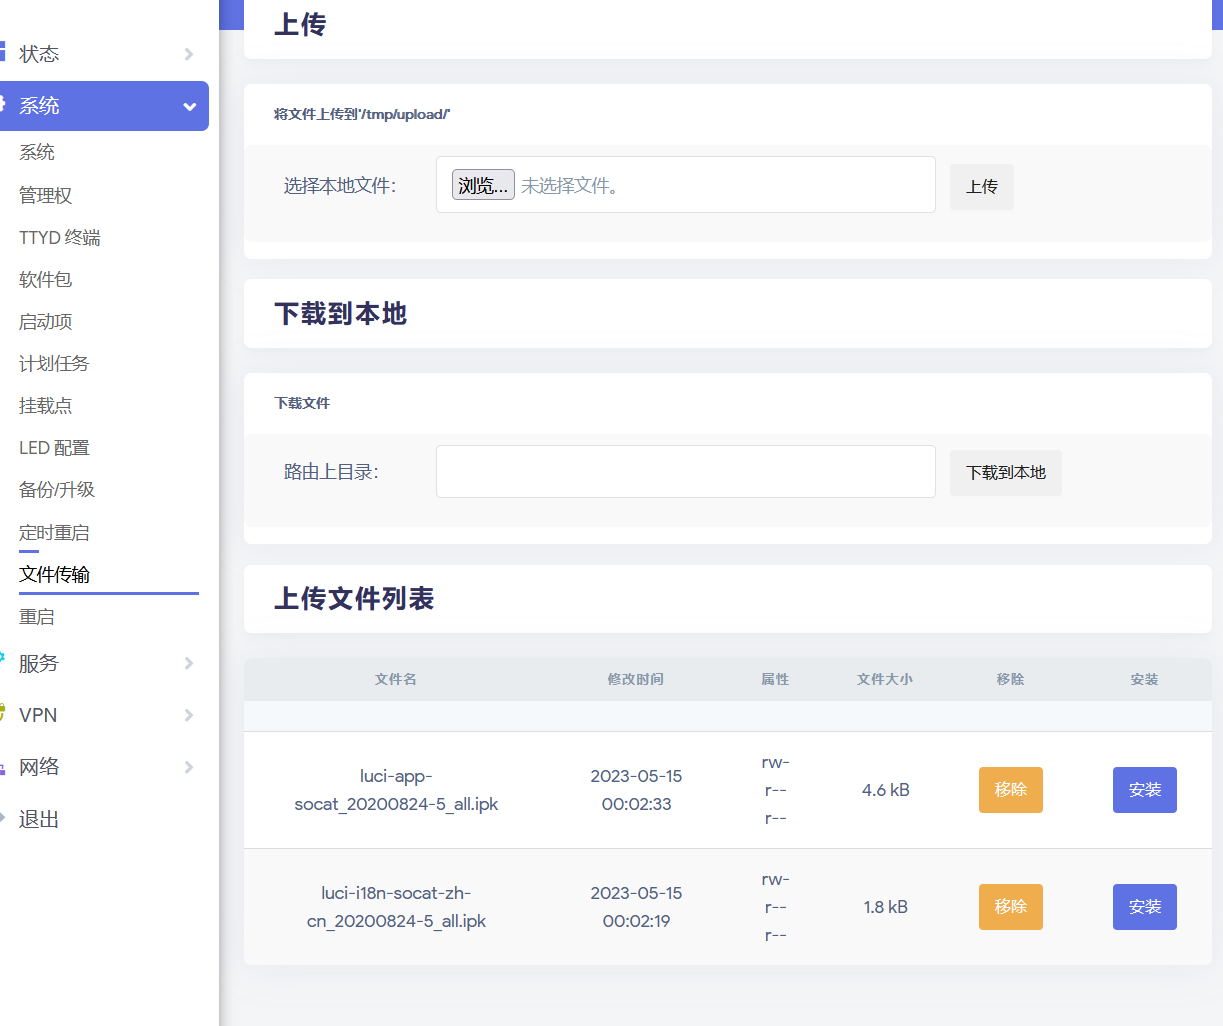 状态
系统
系统
管理权
TTYD 终端
软件包
启动项
计划任务
挂载点
LED 配置
备份/升级
定时重启
文件传输
重启
服务
VPN
网络
退出
上传
将文件上传到'/tmp/upload/'
选择本地文件：
浏览... 未选择文件。
上传
下载到本地
下载文件
路由上目录：
下载到本地
上传文件列表
文件名 修改时间 属性 文件大小 移除 安装
luci-app-
socat_20200824-5_all.ipk
2023-05-15
00:02:33
rw-
r--
r--
4.6 kB
移除
安装
luci-i18n-socat-zh-
cn_20200824-5_all.ipk
2023-05-15
00:02:19
rw-
r--
r--
1.8 kB
移除
安装